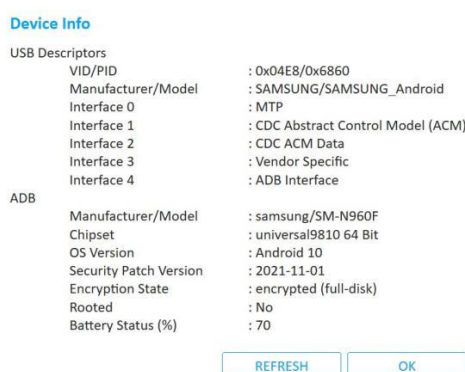 Device Info
USB Descriptors
VID/PID : 0x04E8/0x6860
Manufacturer/Model : SAMSUNG/SAMSUNG_Android
Interface 0 : MTP
Interface 1 : CDC Abstract Control Model (ACM)
Interface 2 : CDC ACM Data
Interface 3 : Vendor Specific
Interface 4 : ADB Interface
ADB
Manufacturer/Model : samsung/SM-N960F
Chipset : universal9810 64 Bit
OS Version : Android 10
Security Patch Version : 2021-11-01
Encryption State : encrypted (full-disk)
Rooted : No
Battery Status (%) : 70
REFRESH OK